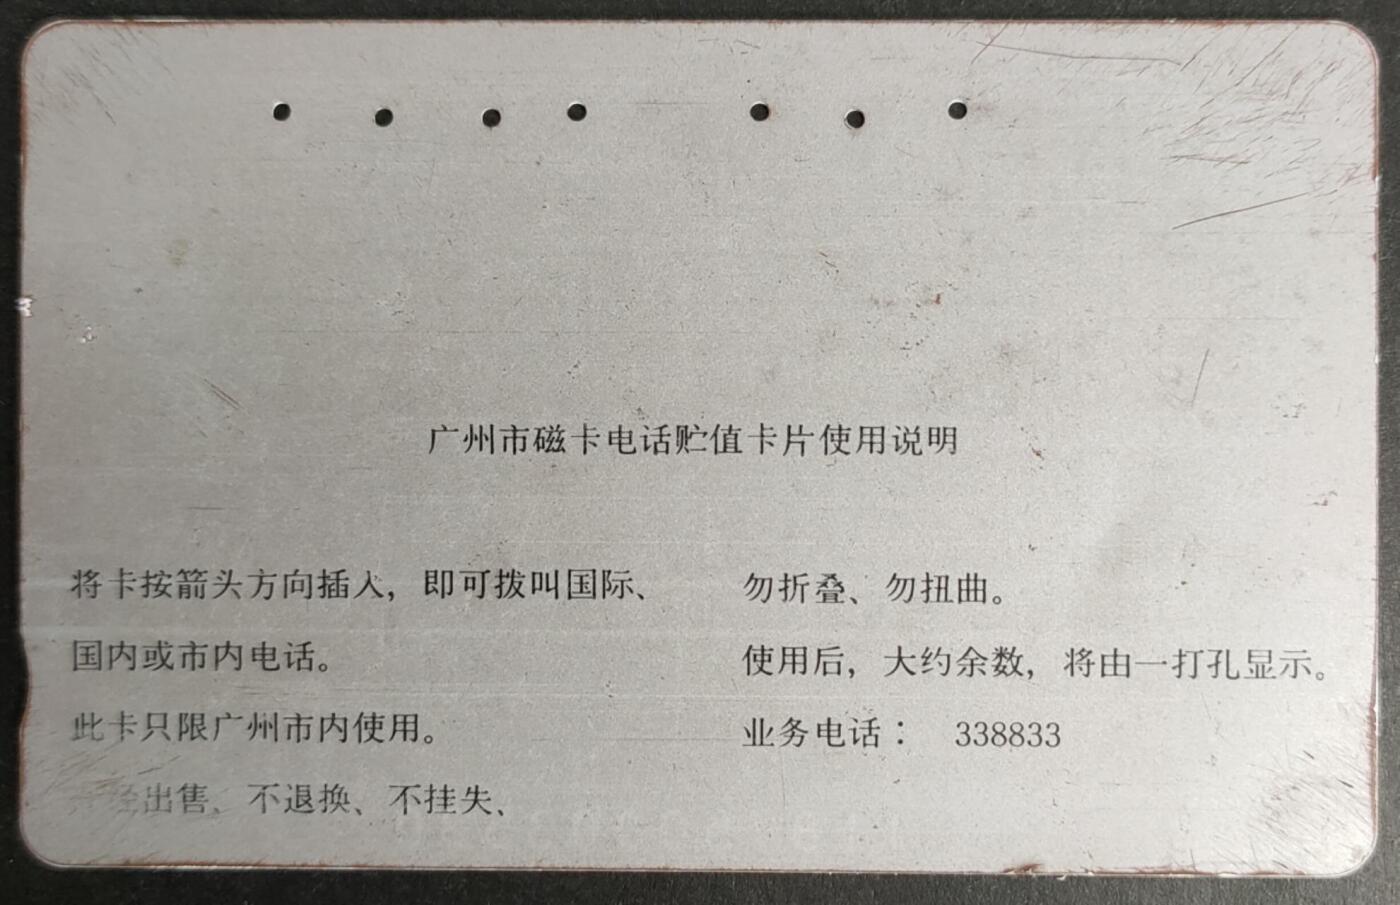 广州市磁卡电话贮值卡片使用说明
将卡按箭头方向插入，即可拨叫国际、
国内或市内电话。
此卡只限广州市内使用。
经出售、不退换、不挂失、
勿折叠、勿扭曲。
使用后，大约余数，将由一打孔显示。
业务电话： 338833